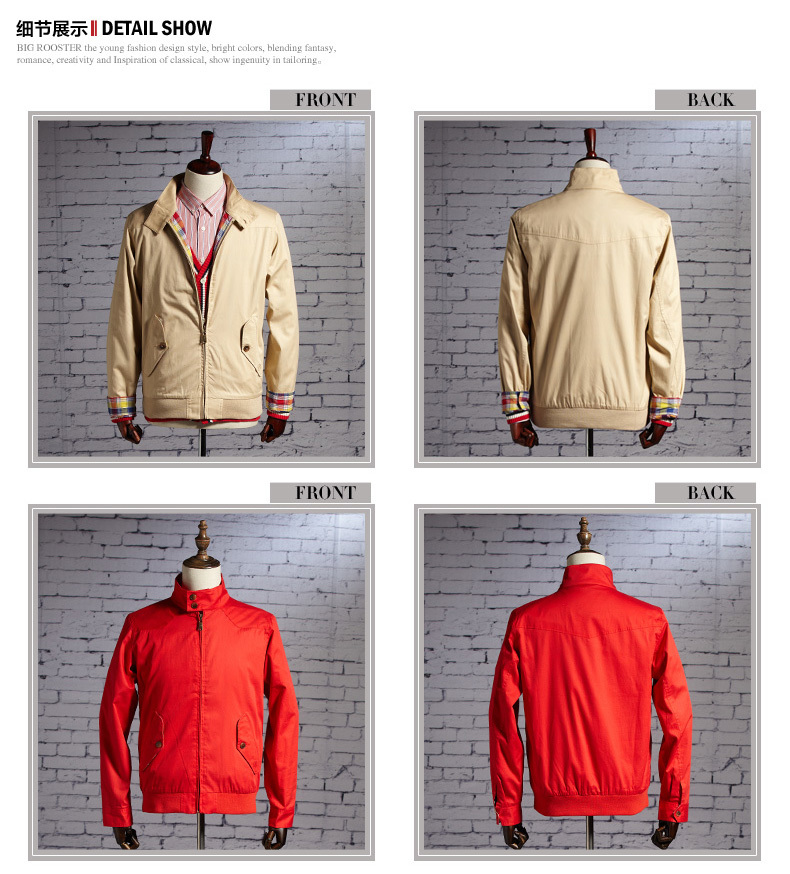 细节展示 DETAIL SHOW
BIG ROOSTER the young fashion design style, bright colors, blending fantasy,
romance, creativity and Inspiration of classical, show ingenuity in tailoring。
FRONT
BACK
FRONT
BACK